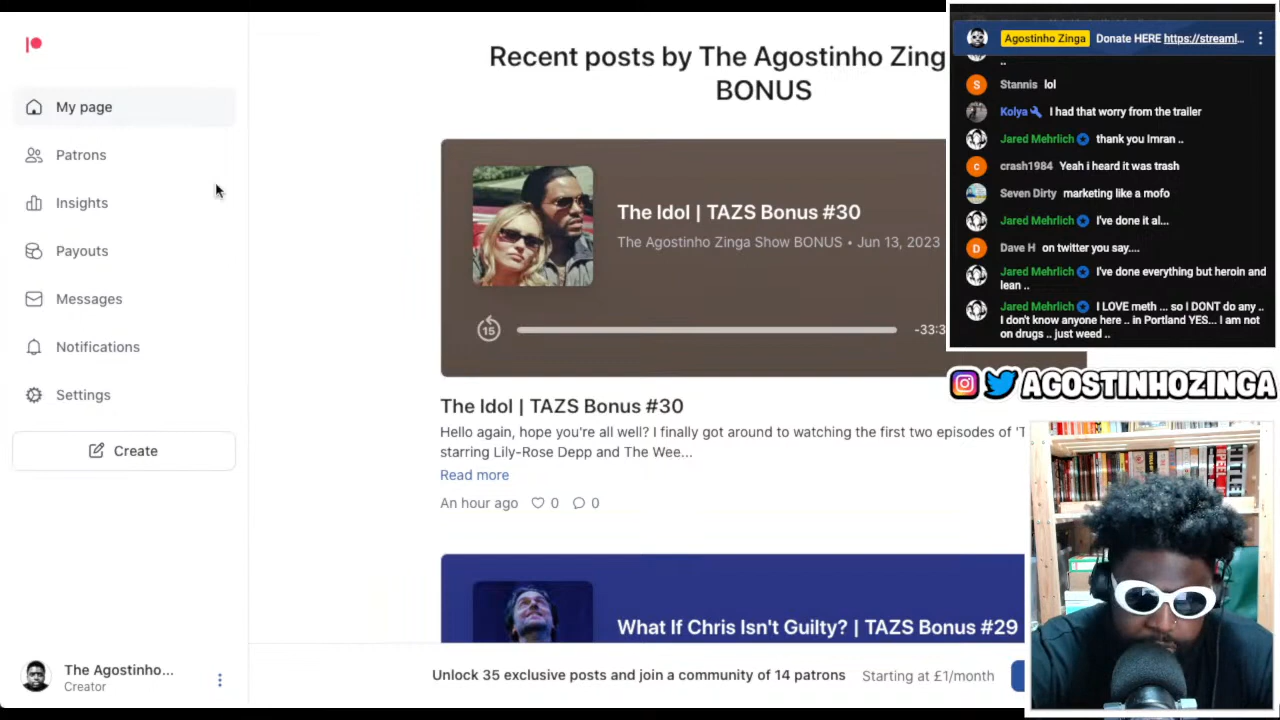 My page
Patrons
Insights
Payouts
Messages
Notifications
Settings
Create
The Agostinho...
Creator
Recent posts by The Agostinho Zing
BONUS
The Idol | TAZS Bonus #30
The Agostinho Zinga Show BONUS • Jun 13, 2023
15
-33:3
The Idol | TAZS Bonus #30
Hello again, hope you're all well? I finally got around to watching the first two episodes of 'T
starring Lily-Rose Depp and The Wee...
Read more
An hour ago 0 0
What If Chris Isn't Guilty? | TAZS Bonus #29
Unlock 35 exclusive posts and join a community of 14 patrons Starting at £1/month
Agostinho Zinga Donate HERE https://streaml...
..
Stannis lol
Kolya I had that worry from the trailer
Jared Mehrlich thank you Imran ..
crash1984 Yeah i heard it was trash
Seven Dirty marketing like a mofo
Jared Mehrlich I've done it al...
Dave H on twitter you say....
Jared Mehrlich I've done everything but heroin and
lean ..
Jared Mehrlich I LOVE meth ... so I DONT do any ..
I don't know anyone here .. in Portland YES... I am not
on drugs .. just weed ..
AGOSTINHOZINGA